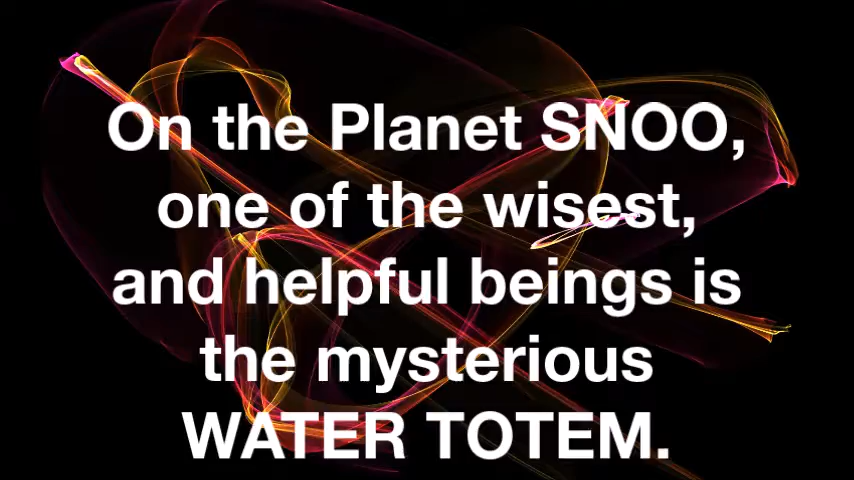 On the Planet SNOO,
one of the wisest,
and helpful beings is
the mysterious
WATER TOTEM.